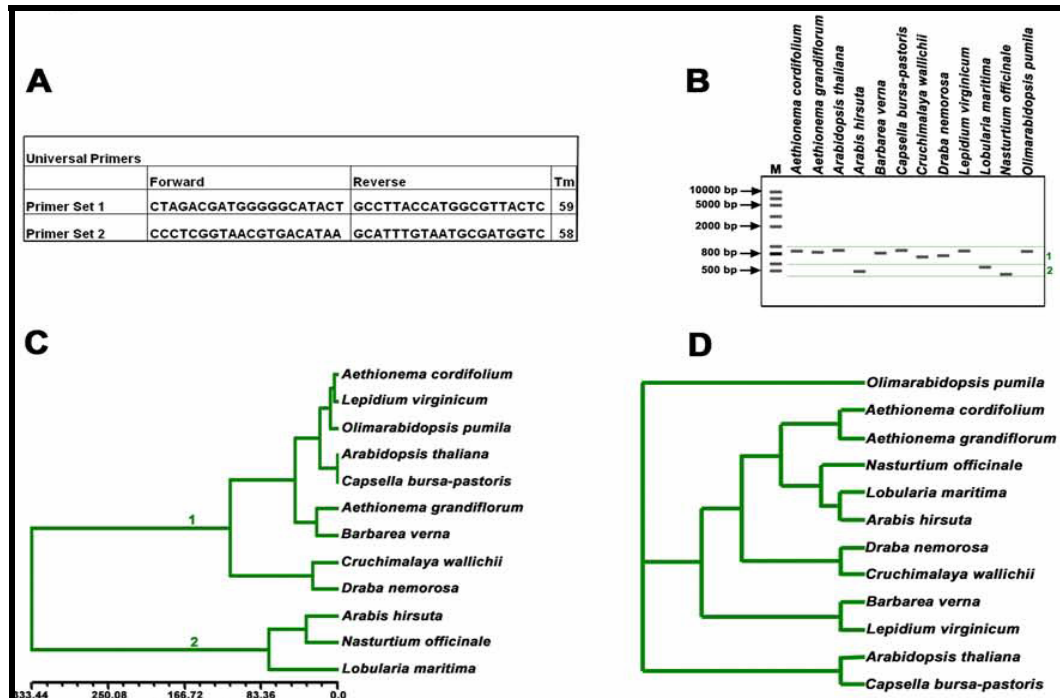 A
Universal Primers
Forward Reverse Tm
Primer Set 1 CTAGACGATGGGGGCATACT GCCTTACCATGGCGTTACTC 59
Primer Set 2 CCCTCGGTAACGTGACATAA GCATTTGTAATGCGATGGTC 58
B
Aethionema cordifolium
Aethionema grandiflorum
Arabidopsis thaliana
Arabis hirsuta
Barbarea verna
Capsella bursa-pastoris
Cruchimalaya wallichii
Draba nemorosa
Lepidium virginicum
Lobularia maritima
Nasturtium officinale
Olimarabidopsis pumila
M
10000 bp
5000 bp
2000 bp
800 bp
500 bp
1
2
C
Aethionema cordifolium
Lepidium virginicum
Olimarabidopsis pumila
Arabidopsis thaliana
Capsella bursa-pastoris
Aethionema grandiflorum
Barbarea verna
Cruchimalaya wallichii
Draba nemorosa
Arabis hirsuta
Nasturtium officinale
Lobularia maritima
1
2
333.44 250.08 166.72 83.36 0.0
D
Olimarabidopsis pumila
Aethionema cordifolium
Aethionema grandiflorum
Nasturtium officinale
Lobularia maritima
Arabis hirsuta
Draba nemorosa
Cruchimalaya wallichii
Barbarea verna
Lepidium virginicum
Arabidopsis thaliana
Capsella bursa-pastoris